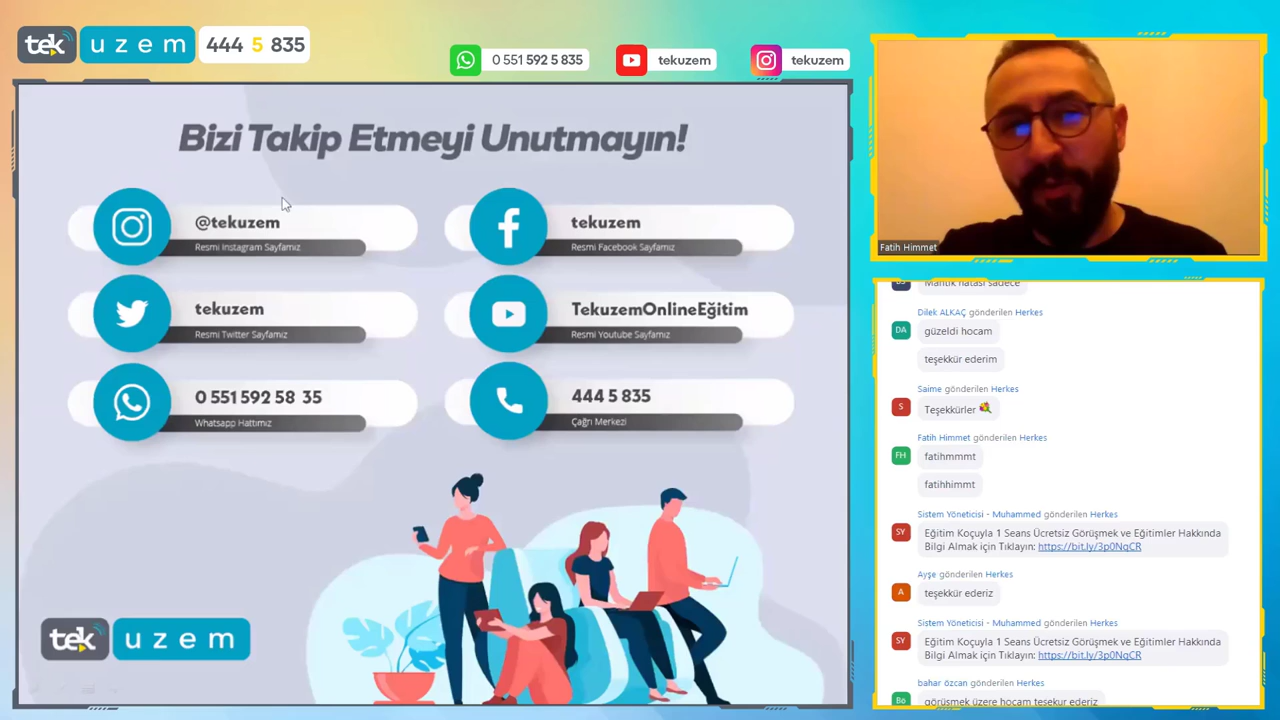 tek uzem 444 5 835
0 551 592 5 835
tekuzem
tekuzem
Bizi Takip Etmeyi Unutmayın!
@tekuzem
Resmi Instagram Sayfamız
tekuzem
Resmi Facebook Sayfamız
tekuzem
Resmi Twitter Sayfamız
TekuzemOnlineEğitim
Resmi Youtube Sayfamız
0 551 592 58 35
Whatsapp Hattımız
444 5 835
Çağrı Merkezi
tek uzem
Fatih Himmet
Mantık hatası sadece
Dilek ALKAÇ gönderilen Herkes
DA
güzeldi hocam
teşekkür ederim
Saime gönderilen Herkes
S
Teşekkürler 💐
Fatih Himmet gönderilen Herkes
FH
fatihmmmt
fatihhimmt
Sistem Yöneticisi - Muhammed gönderilen Herkes
SY
Eğitim Koçuyla 1 Seans Ücretsiz Görüşmek ve Eğitimler Hakkında
Bilgi Almak için Tıklayın: https://bit.ly/3p0NqCR
Ayşe gönderilen Herkes
A
teşekkür ederiz
Sistem Yöneticisi - Muhammed gönderilen Herkes
SY
Eğitim Koçuyla 1 Seans Ücretsiz Görüşmek ve Eğitimler Hakkında
Bilgi Almak için Tıklayın: https://bit.ly/3p0NqCR
bahar özcan gönderilen Herkes
Bö
görüşmek üzere hocam teşekur ederiz